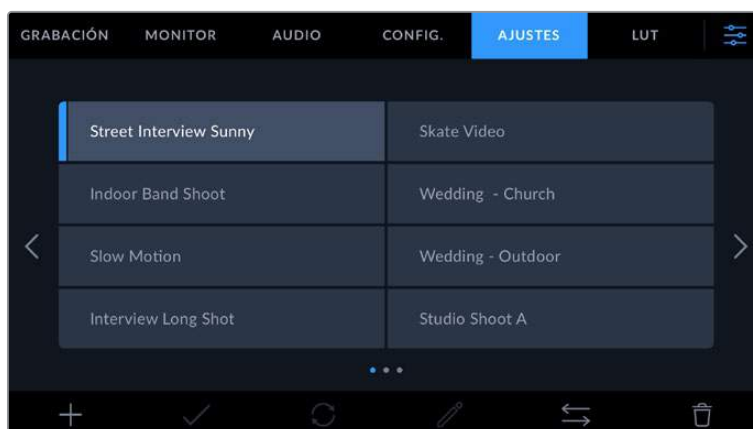 GRABACIÓN MONITOR AUDIO CONFIG. AJUSTES LUT
Street Interview Sunny Skate Video
Indoor Band Shoot Wedding - Church
Slow Motion Wedding - Outdoor
Interview Long Shot Studio Shoot A